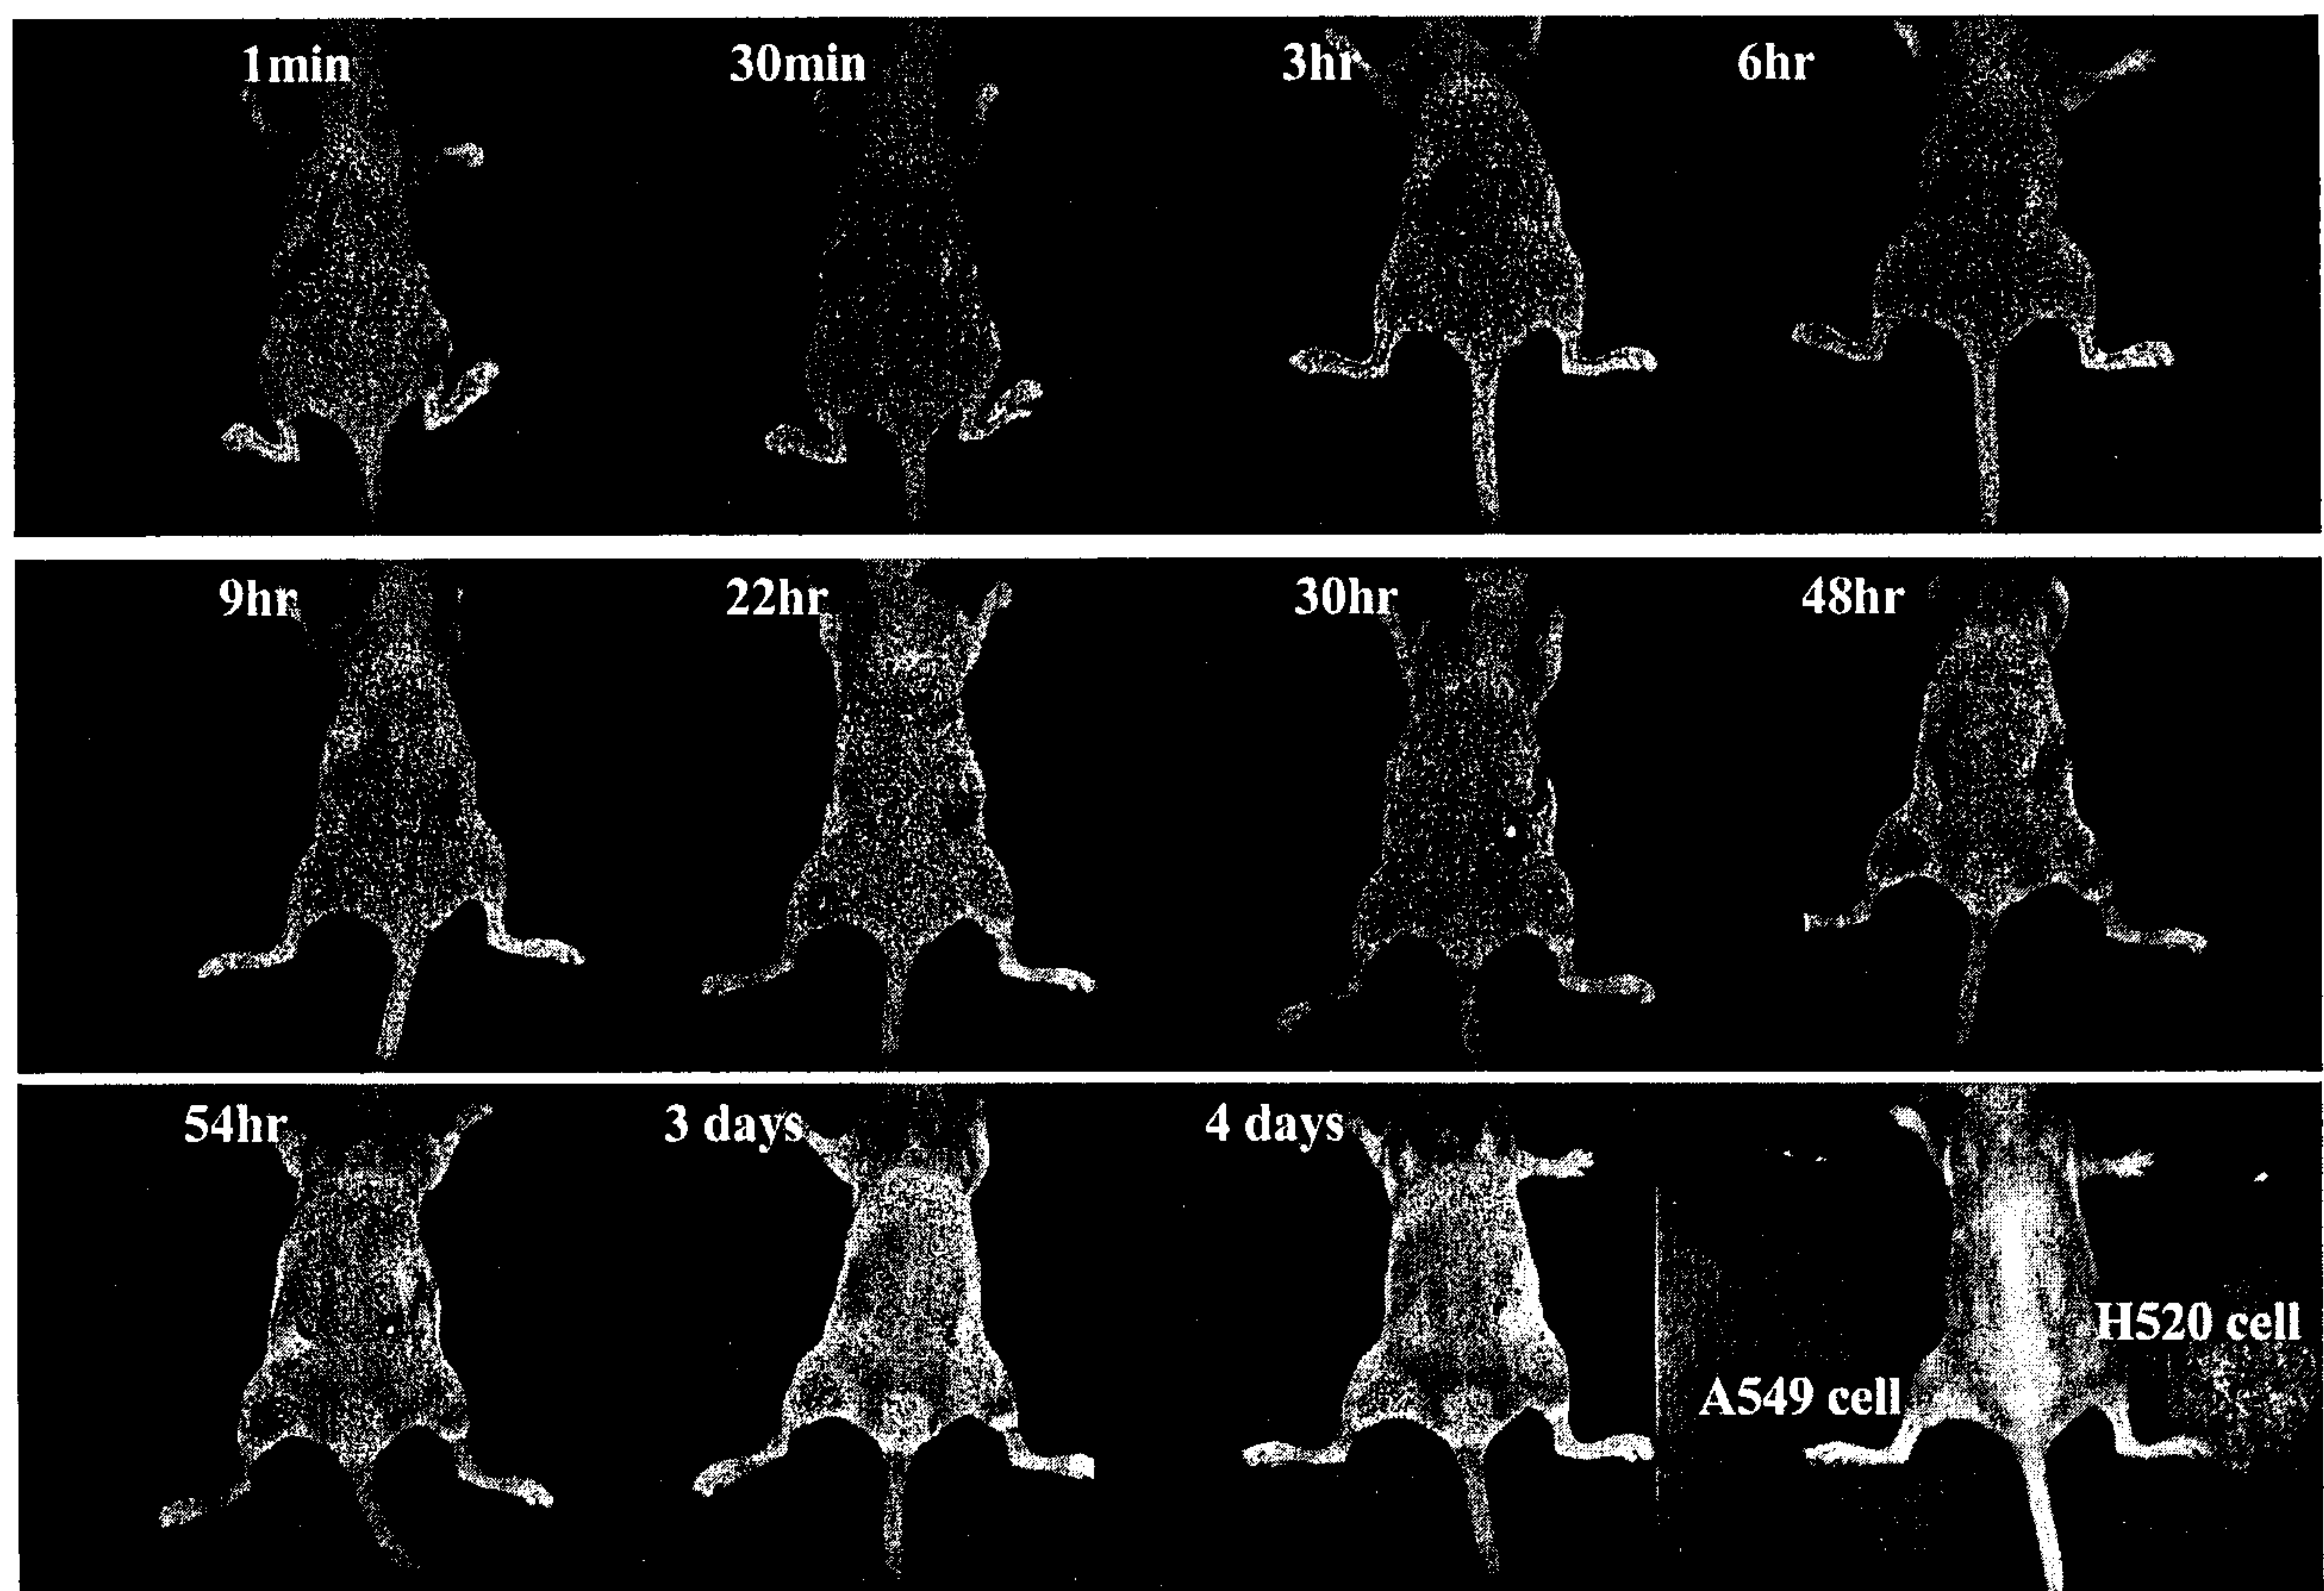 1min
30min
3hr
6hr
9hr
22hr
30hr
48hr
54hr
3 days
4 days
H520 cell
A549 cell